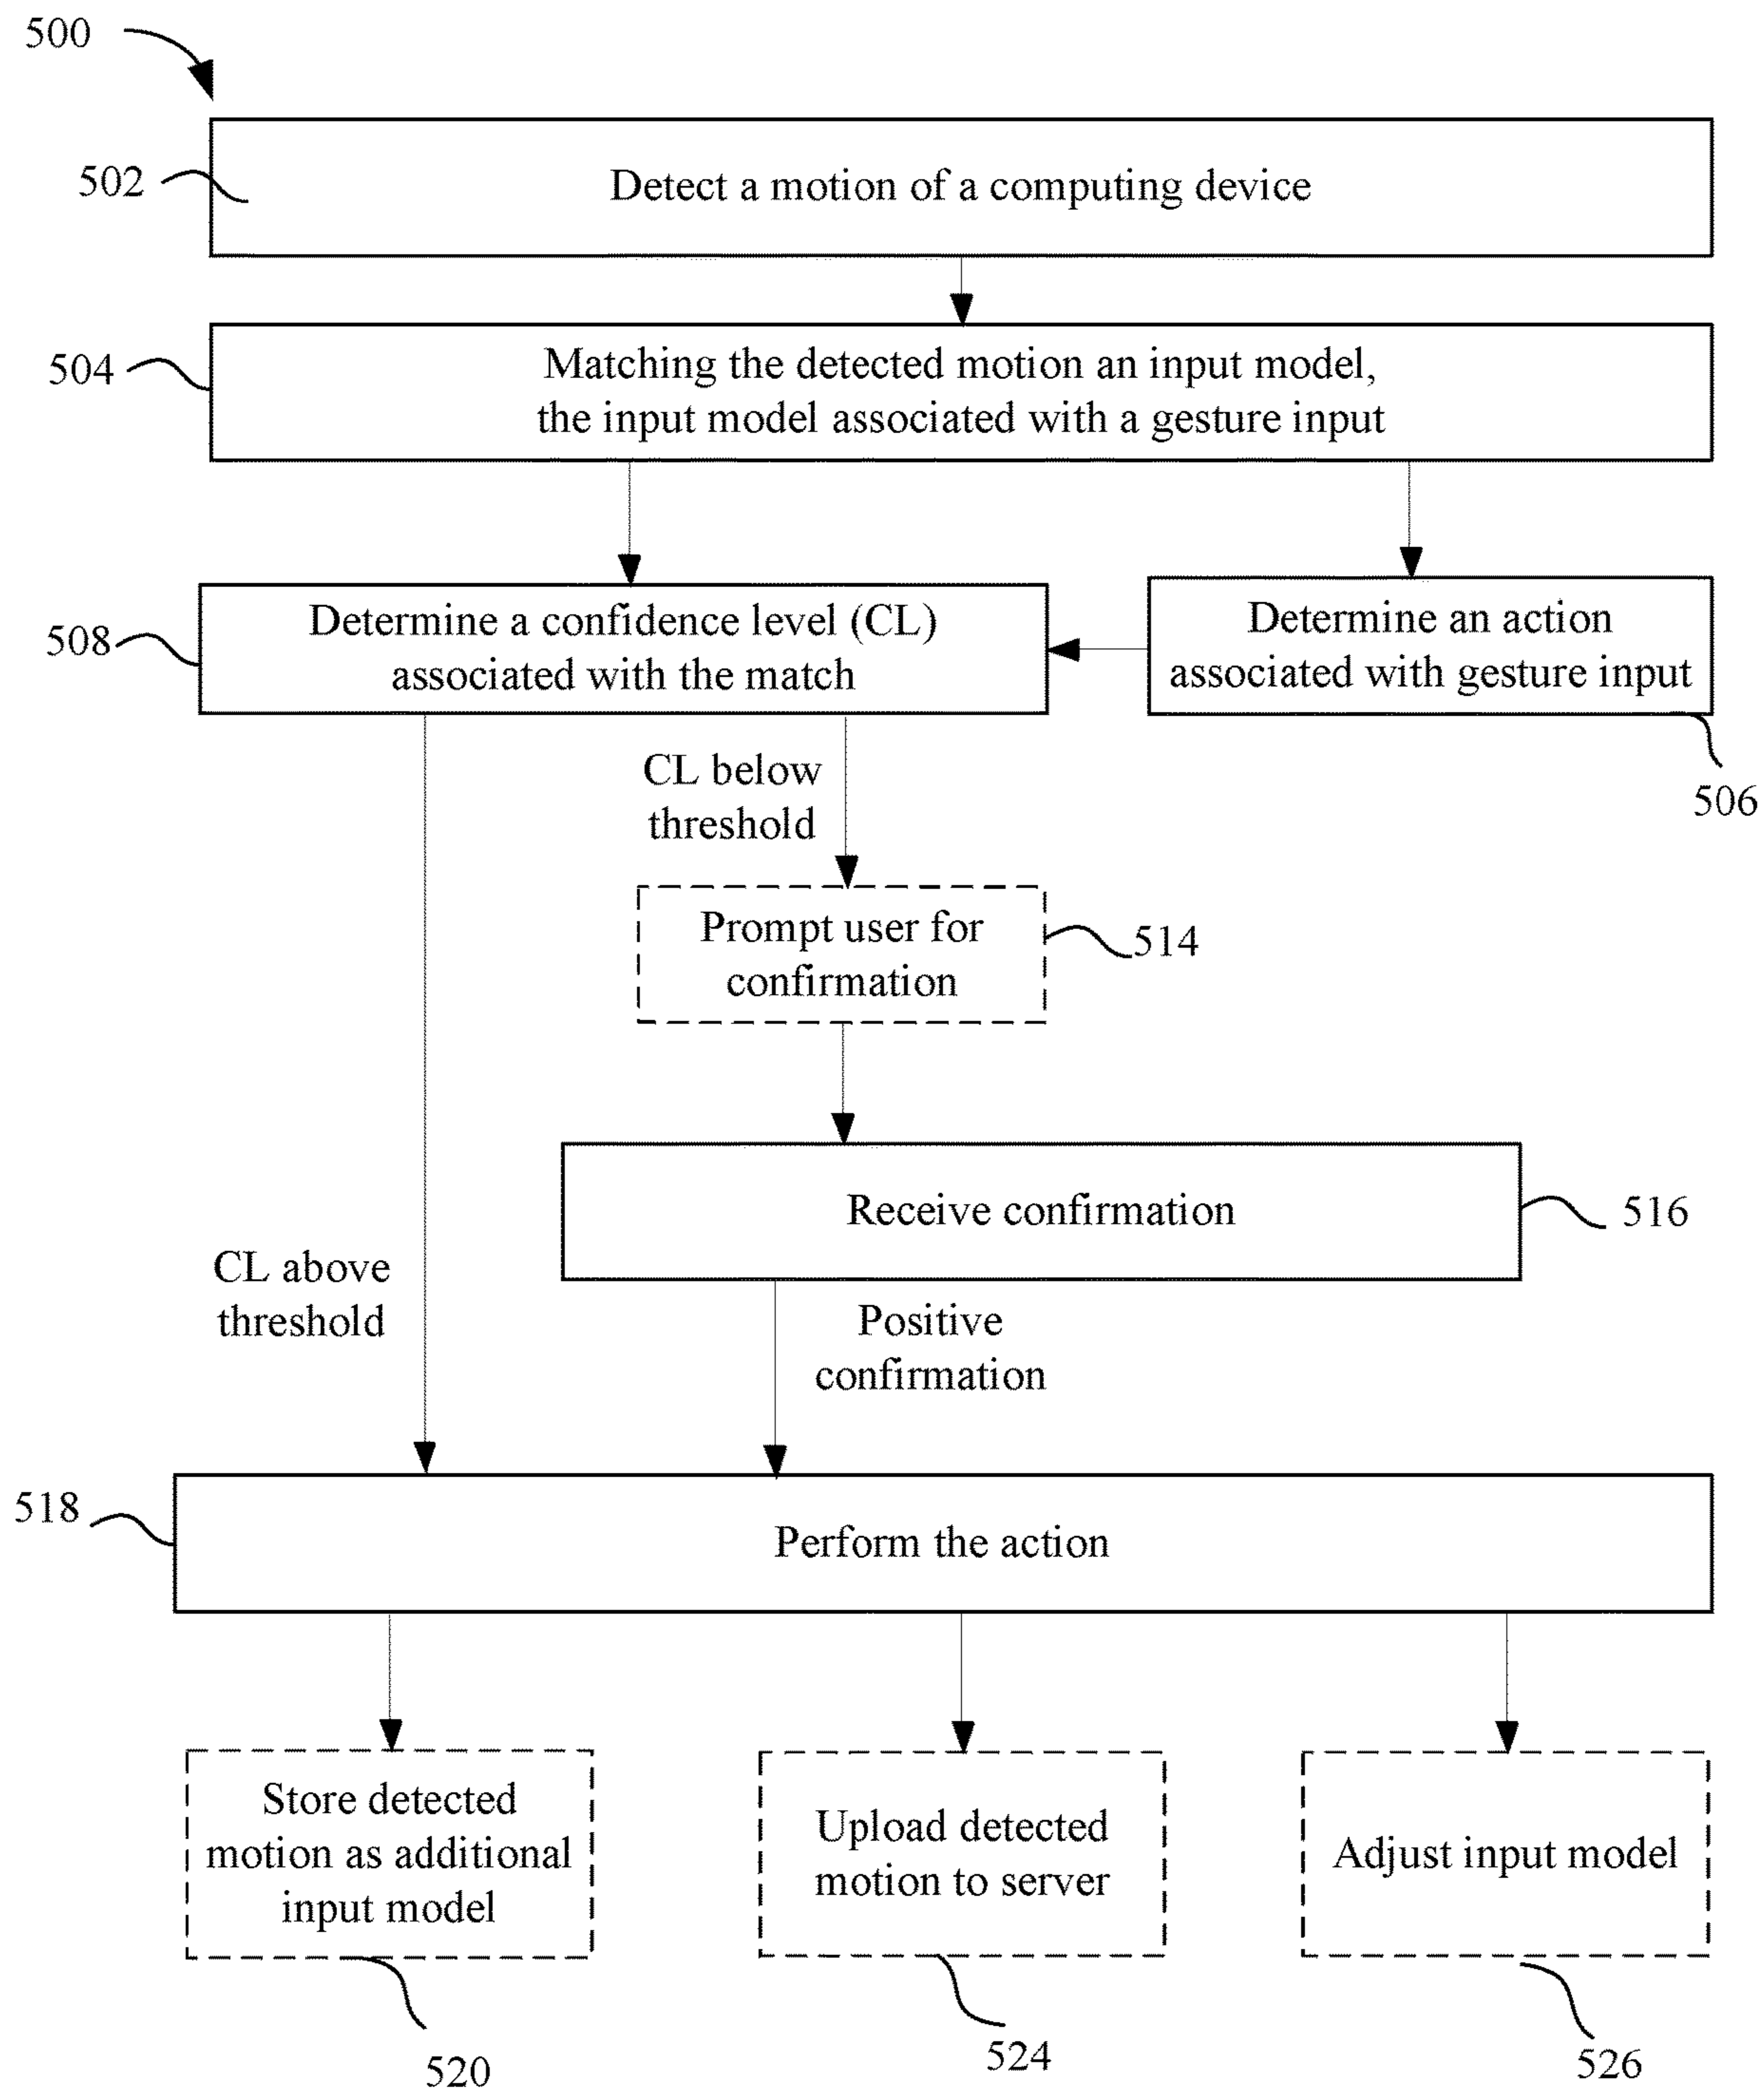 500
502
Detect a motion of a computing device
504
Matching the detected motion an input model,
the input model associated with a gesture input
508
Determine a confidence level (CL)
associated with the match
Determine an action
associated with gesture input
506
CL below
threshold
Prompt user for
confirmation
514
Receive confirmation
516
CL above
threshold
Positive
confirmation
518
Perform the action
Store detected
motion as additional
input model
Upload detected
motion to server
Adjust input model
520
524
526